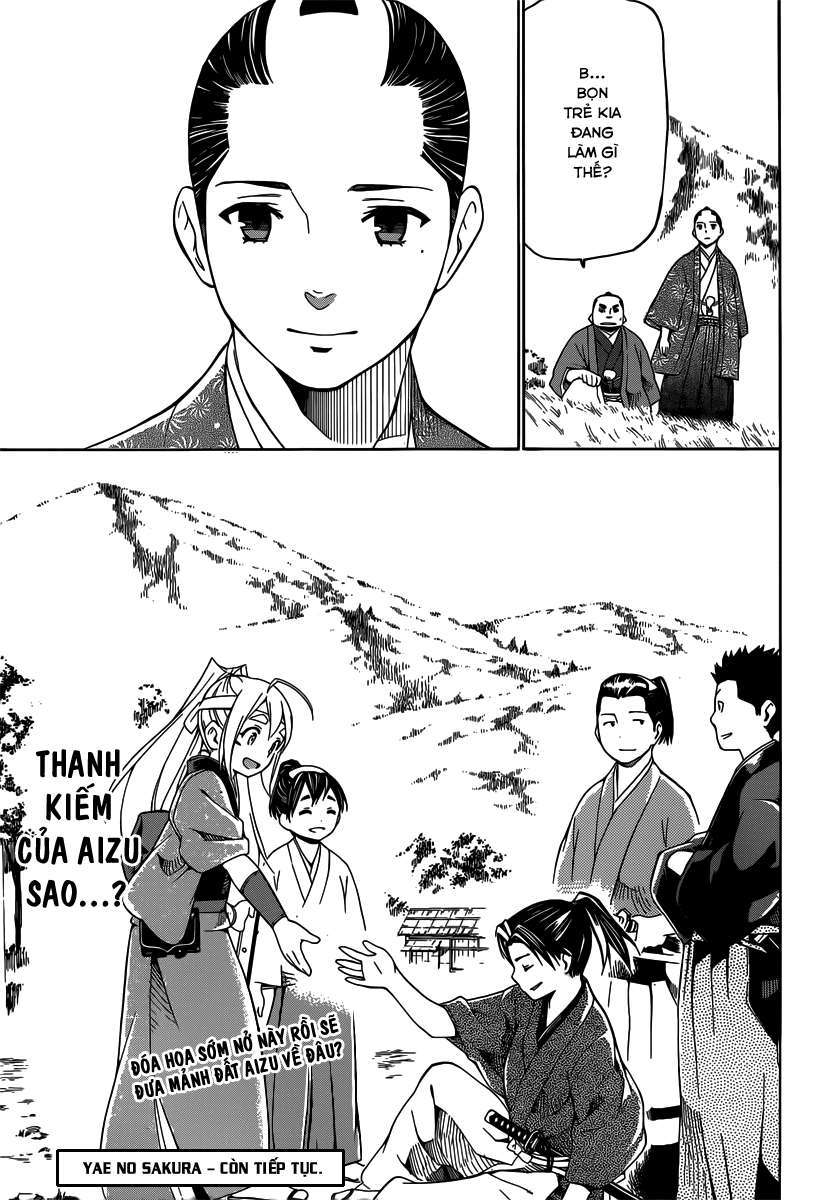 B...
BỌN
TRẺ KIA
ĐANG
LÀM GÌ
THẾ?
THANH
KIẾM
CỦA AIZU
SAO...?
ĐÓA HOA SỚM NỞ NÀY RỒI SẼ
ĐƯA MẢNH ĐẤT AIZU VỀ ĐÂU?
YAE NO SAKURA - CÒN TIẾP TỤC.